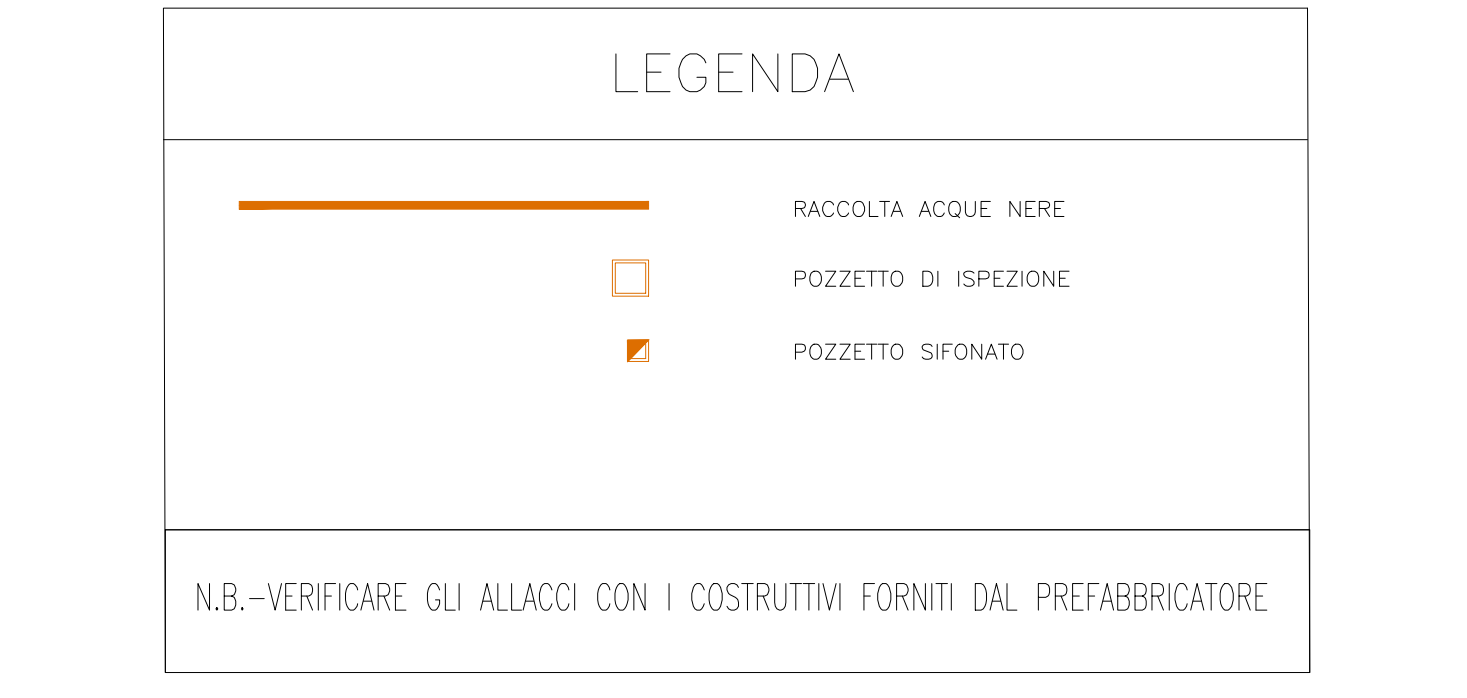 LEGENDA
RACCOLTA ACQUE NERE
POZZETTO DI ISPEZIONE
POZZETTO SIFONATO
N.B.-VERIFICARE GLI ALLACCI CON I COSTRUTTIVI FORNITI DAL PREFABBRICATORE